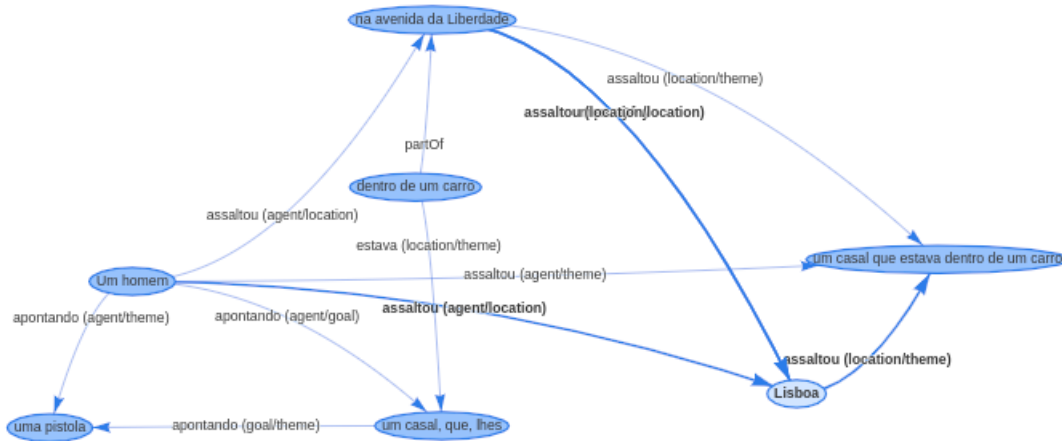 na avenida da Liberdade
assaltou (location/theme)
assaltou (location/location)
partOf
dentro de um carro
assaltou (agent/location)
estava (location/theme)
um casal que estava dentro de um carro
Um homem
assaltou (agent/theme)
assaltou (agent/location)
apontando (agent/theme)
apontando (agent/goal)
assaltou (location/theme)
Lisboa
uma pistola
apontando (goal/theme)
um casal, que, lhes